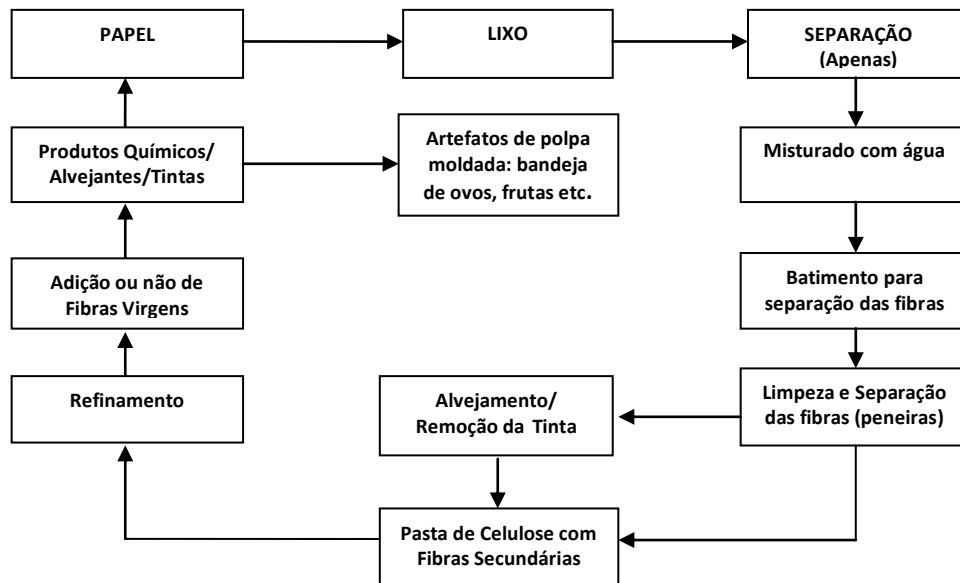 PAPEL
LIXO
SEPARAÇÃO
(Apenas)
Produtos Químicos/
Alvejantes/Tintas
Artefatos de polpa
moldada: bandeja
de ovos, frutas etc.
Misturado com água
Adição ou não de
Fibras Virgens
Batimento para
separação das fibras
Refinamento
Alvejamento/
Remoção da Tinta
Limpeza e Separação
das fibras (peneiras)
Pasta de Celulose com
Fibras Secundárias